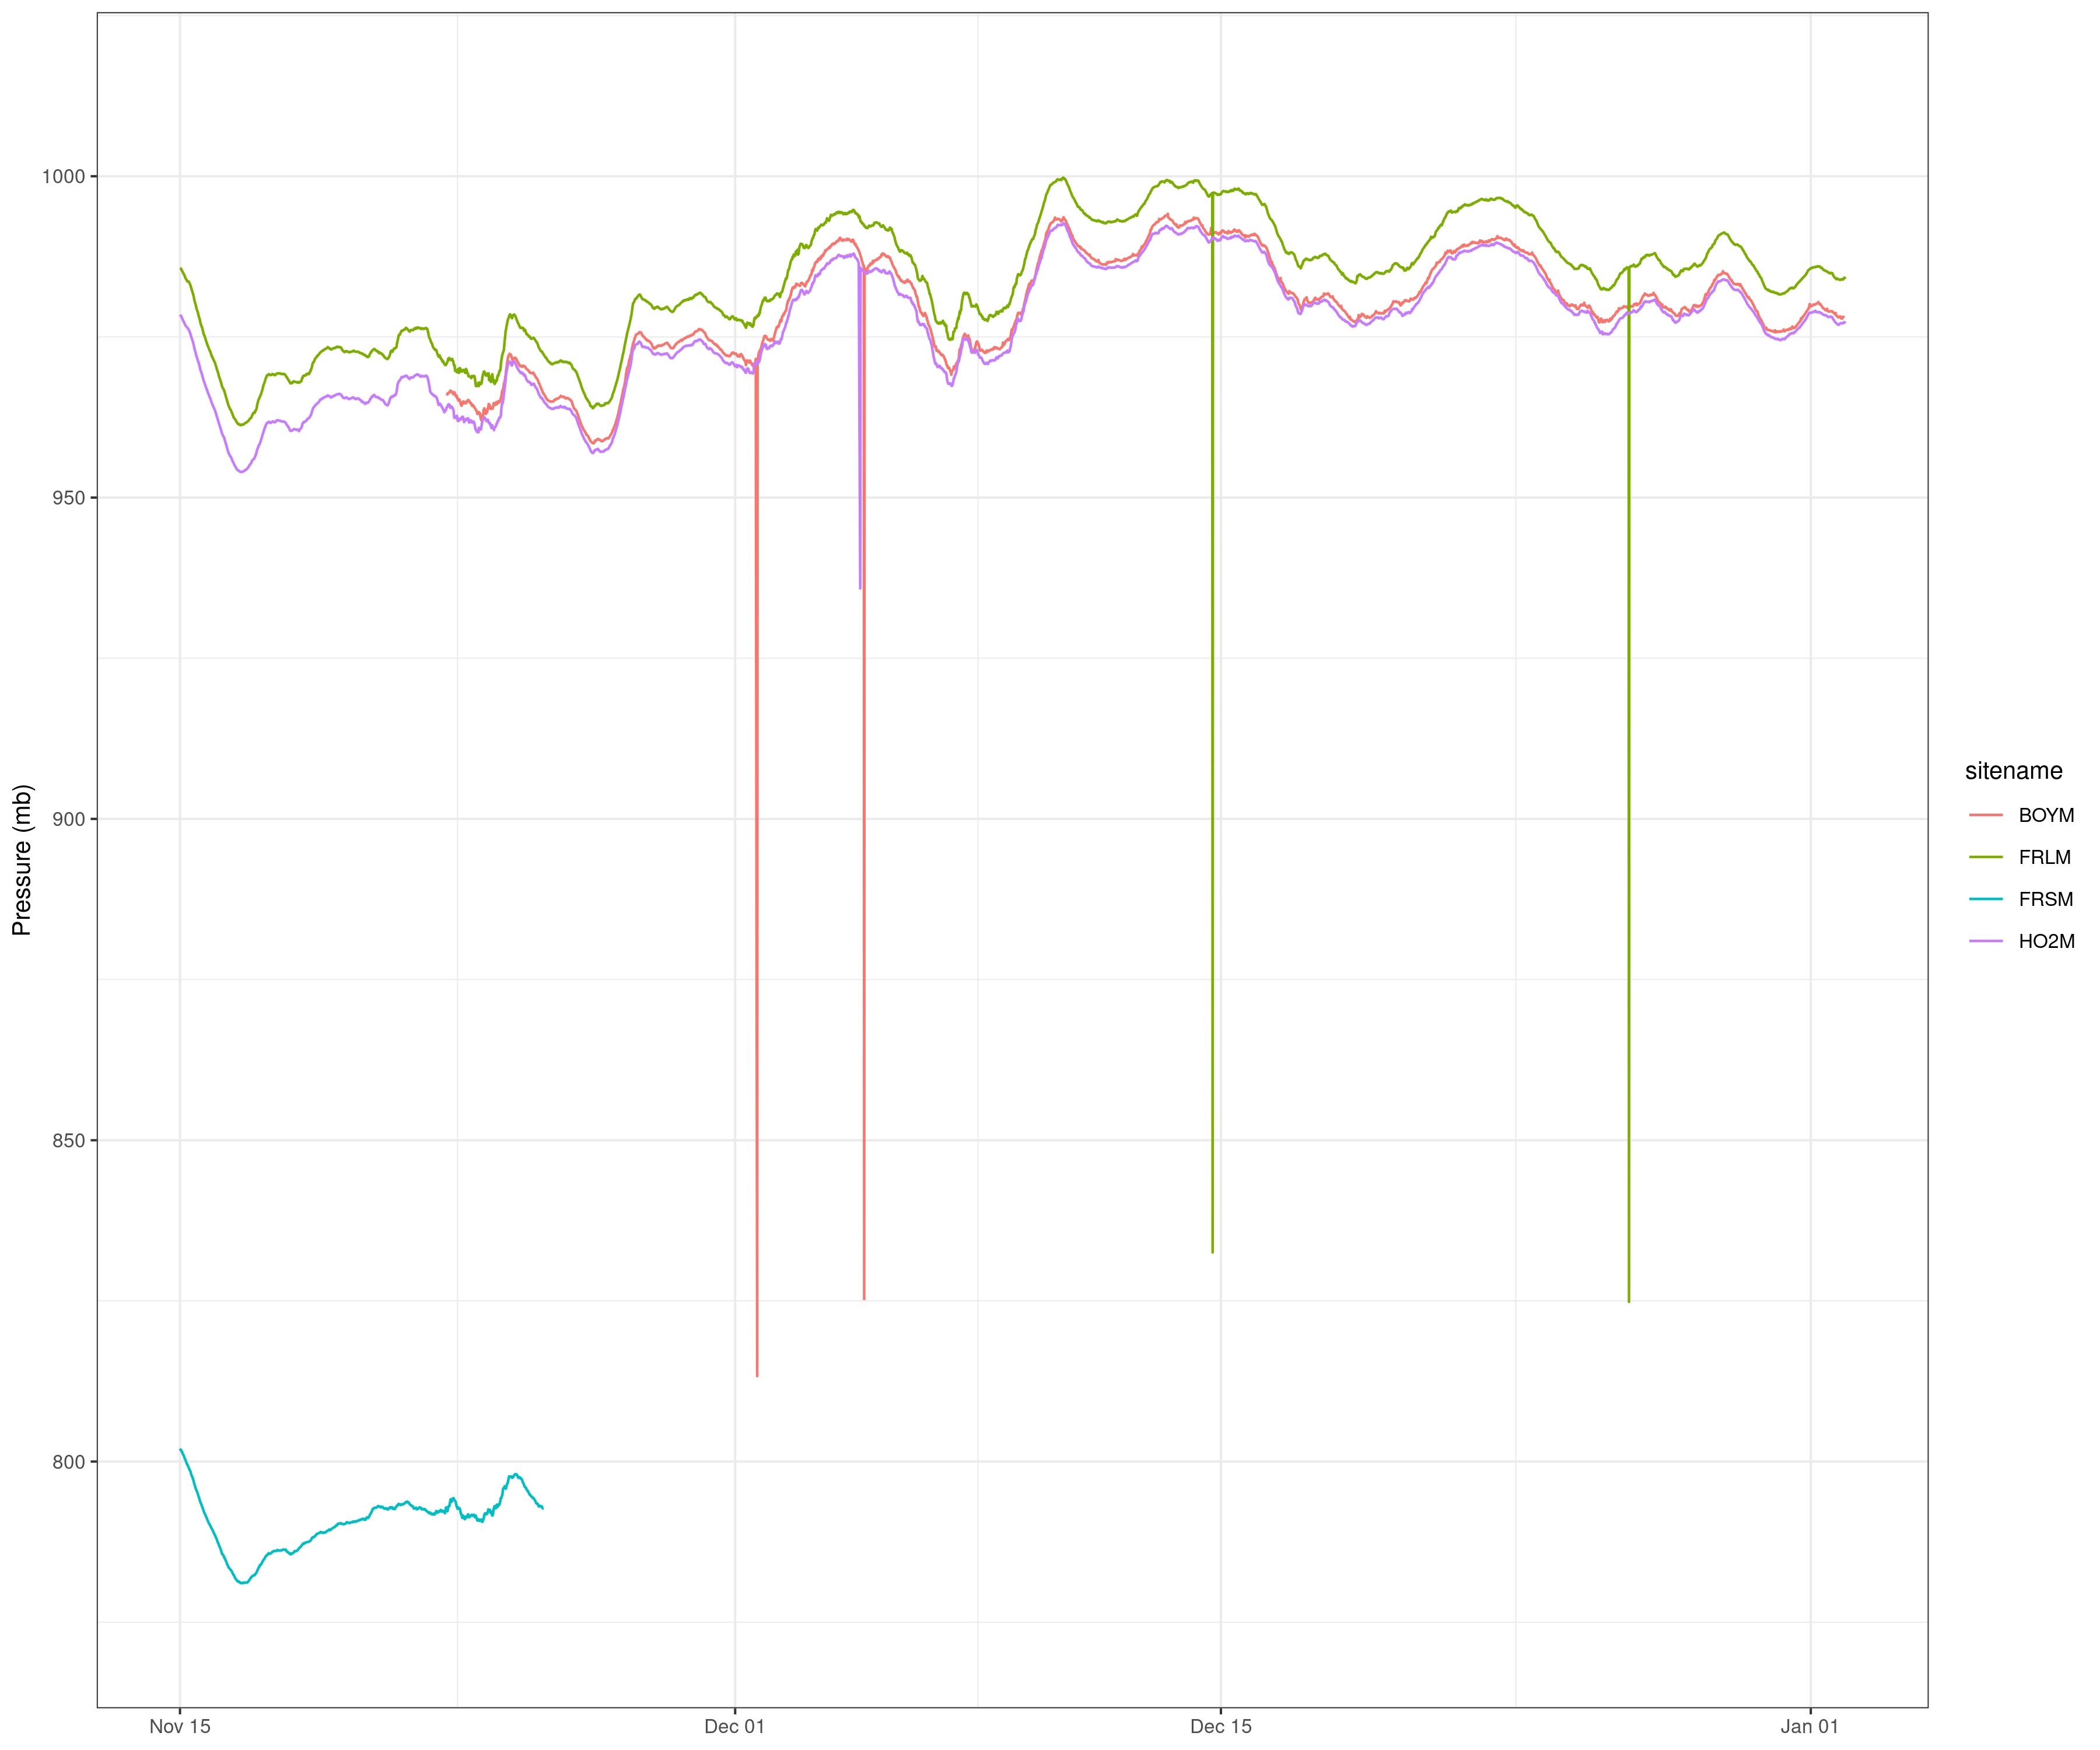 Pressure (mb)
1000
950
900
850
800
Nov 15
Dec 01
Dec 15
Jan 01
sitename
BOYM
FRLM
FRSM
HO2M